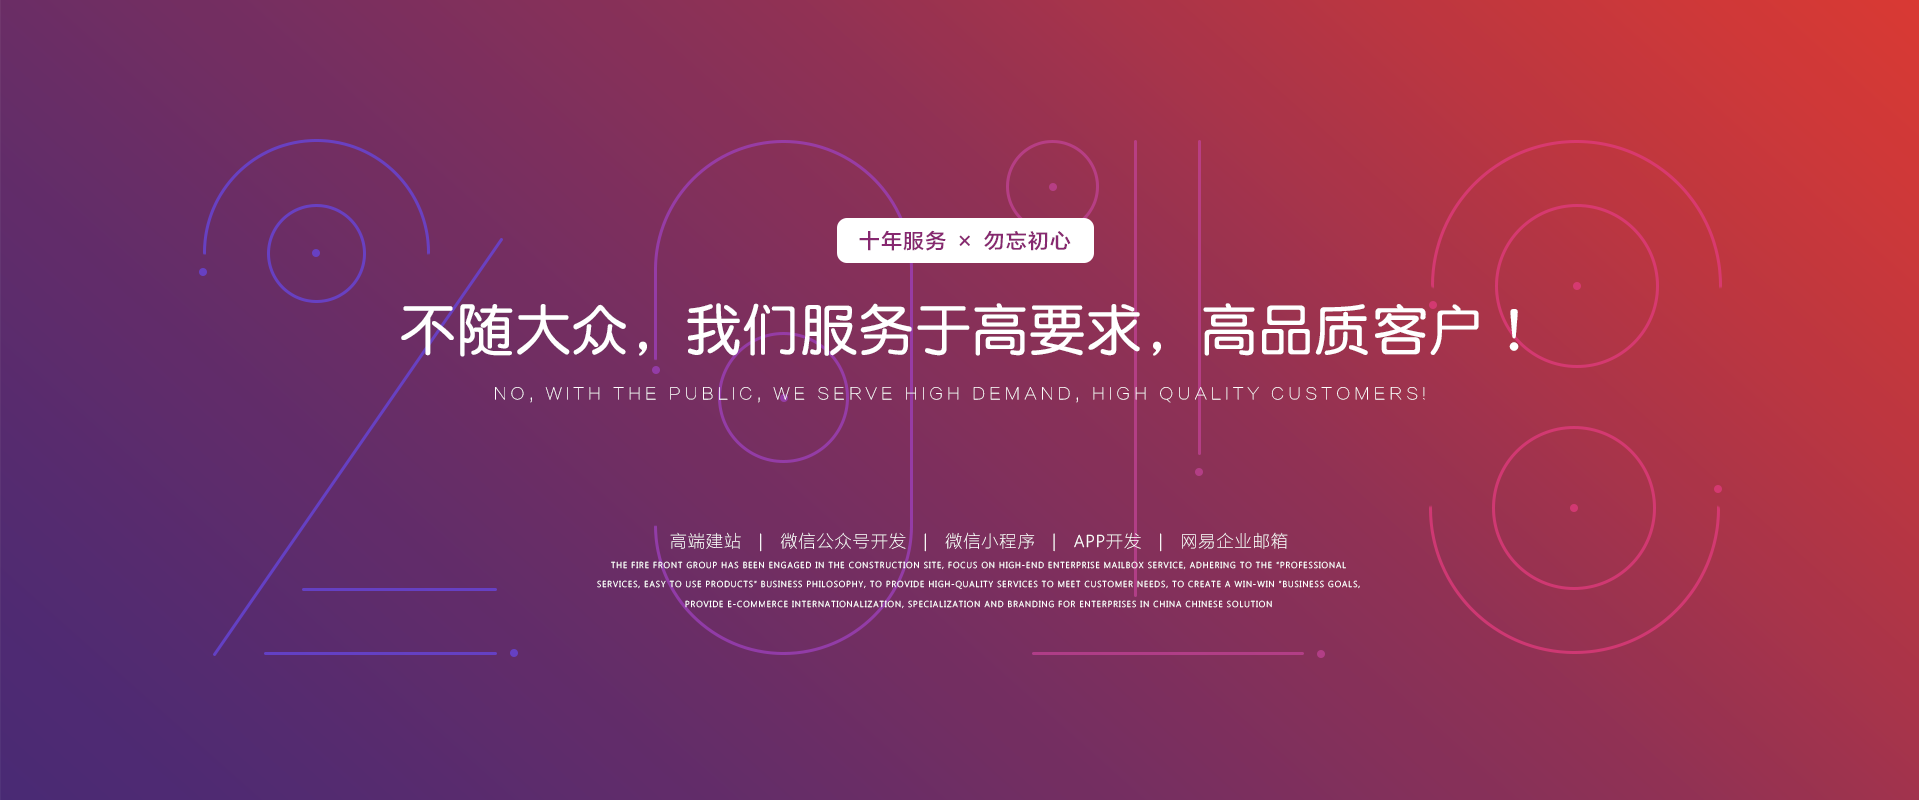 十年服务 × 勿忘初心
不随大众，我们服务于高要求，高品质客户！
NO, WITH THE PUBLIC, WE SERVE HIGH DEMAND, HIGH QUALITY CUSTOMERS!
高端建站 | 微信公众号开发 | 微信小程序 | APP开发 | 网易企业邮箱
THE FIRE FRONT GROUP HAS BEEN ENGAGED IN THE CONSTRUCTION SITE, FOCUS ON HIGH-END ENTERPRISE MAILBOX SERVICE, ADHERING TO THE "PROFESSIONAL
SERVICES, EASY TO USE PRODUCTS" BUSINESS PHILOSOPHY, TO PROVIDE HIGH-QUALITY SERVICES TO MEET CUSTOMER NEEDS, TO CREATE A WIN-WIN "BUSINESS GOALS,
PROVIDE E-COMMERCE INTERNATIONALIZATION, SPECIALIZATION AND BRANDING FOR ENTERPRISES IN CHINA CHINESE SOLUTION